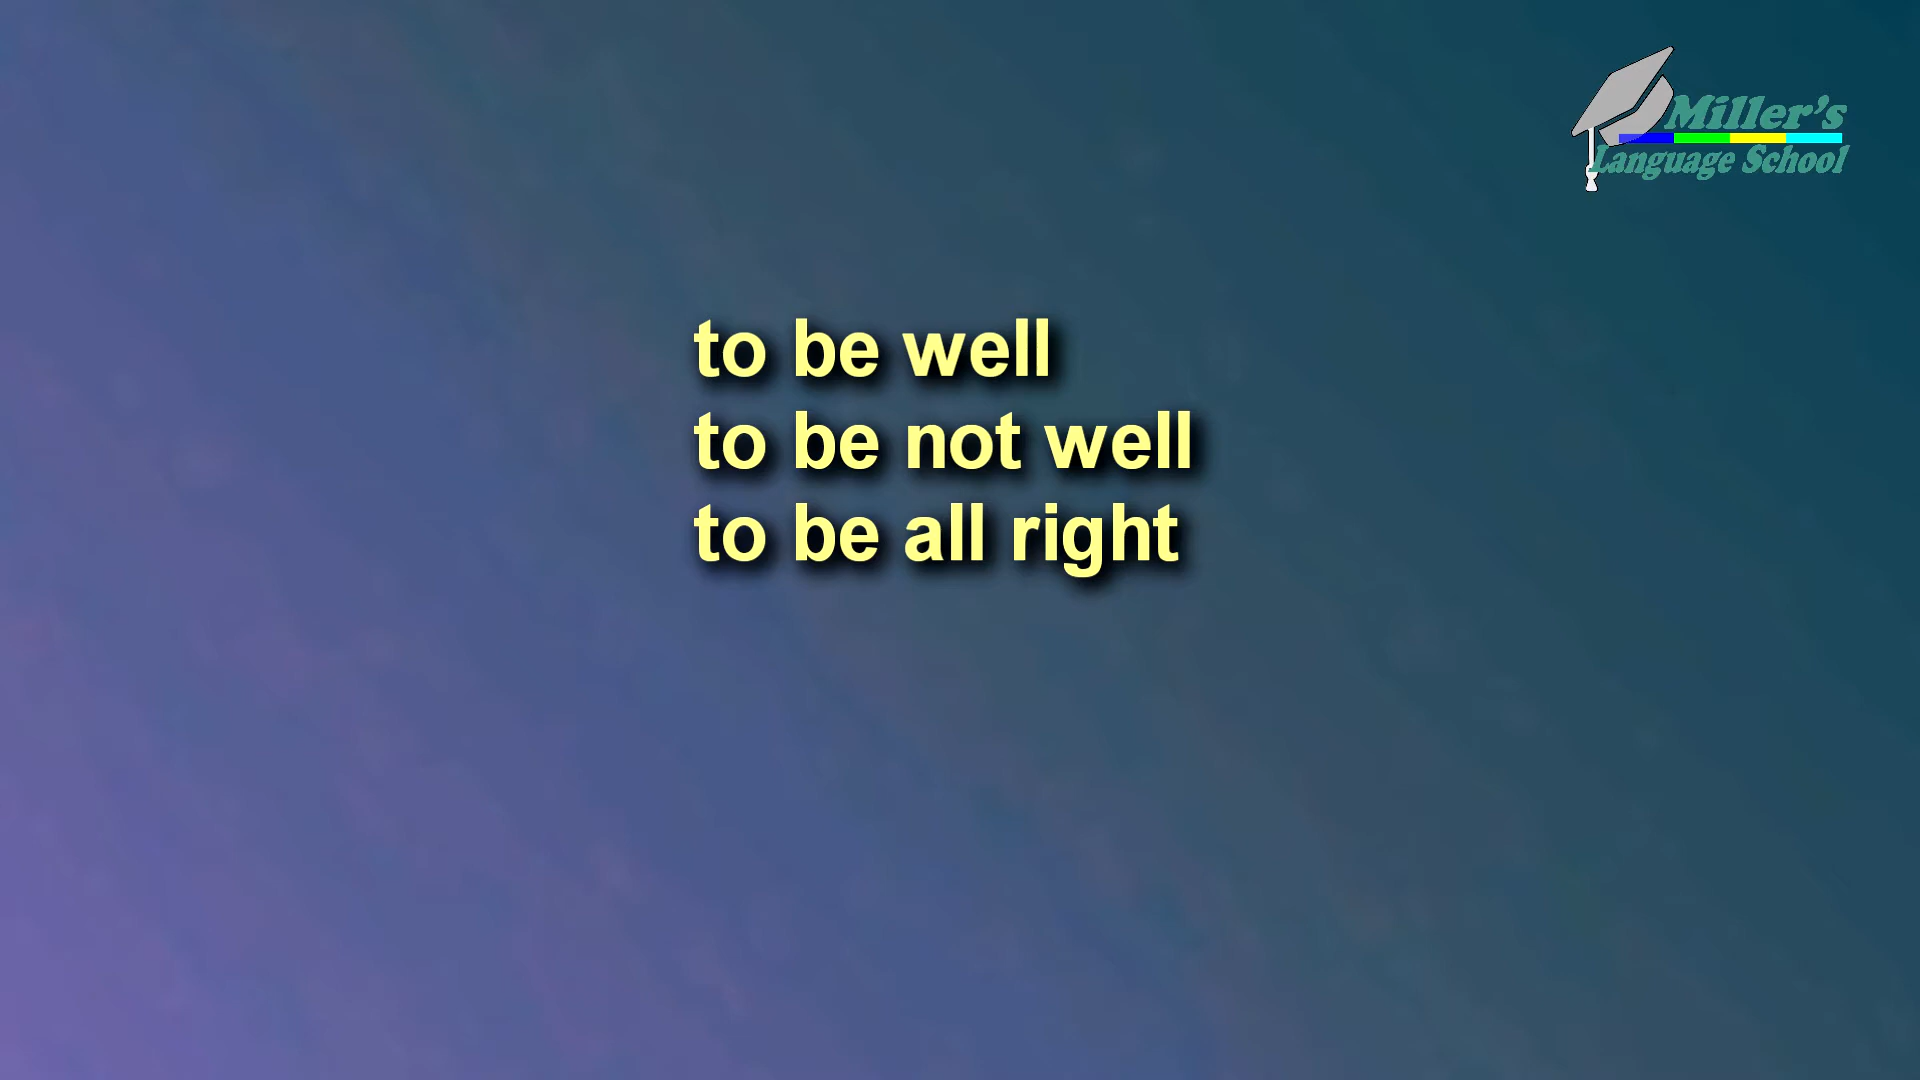 Miller's
Language School
to be well
to be not well
to be all right